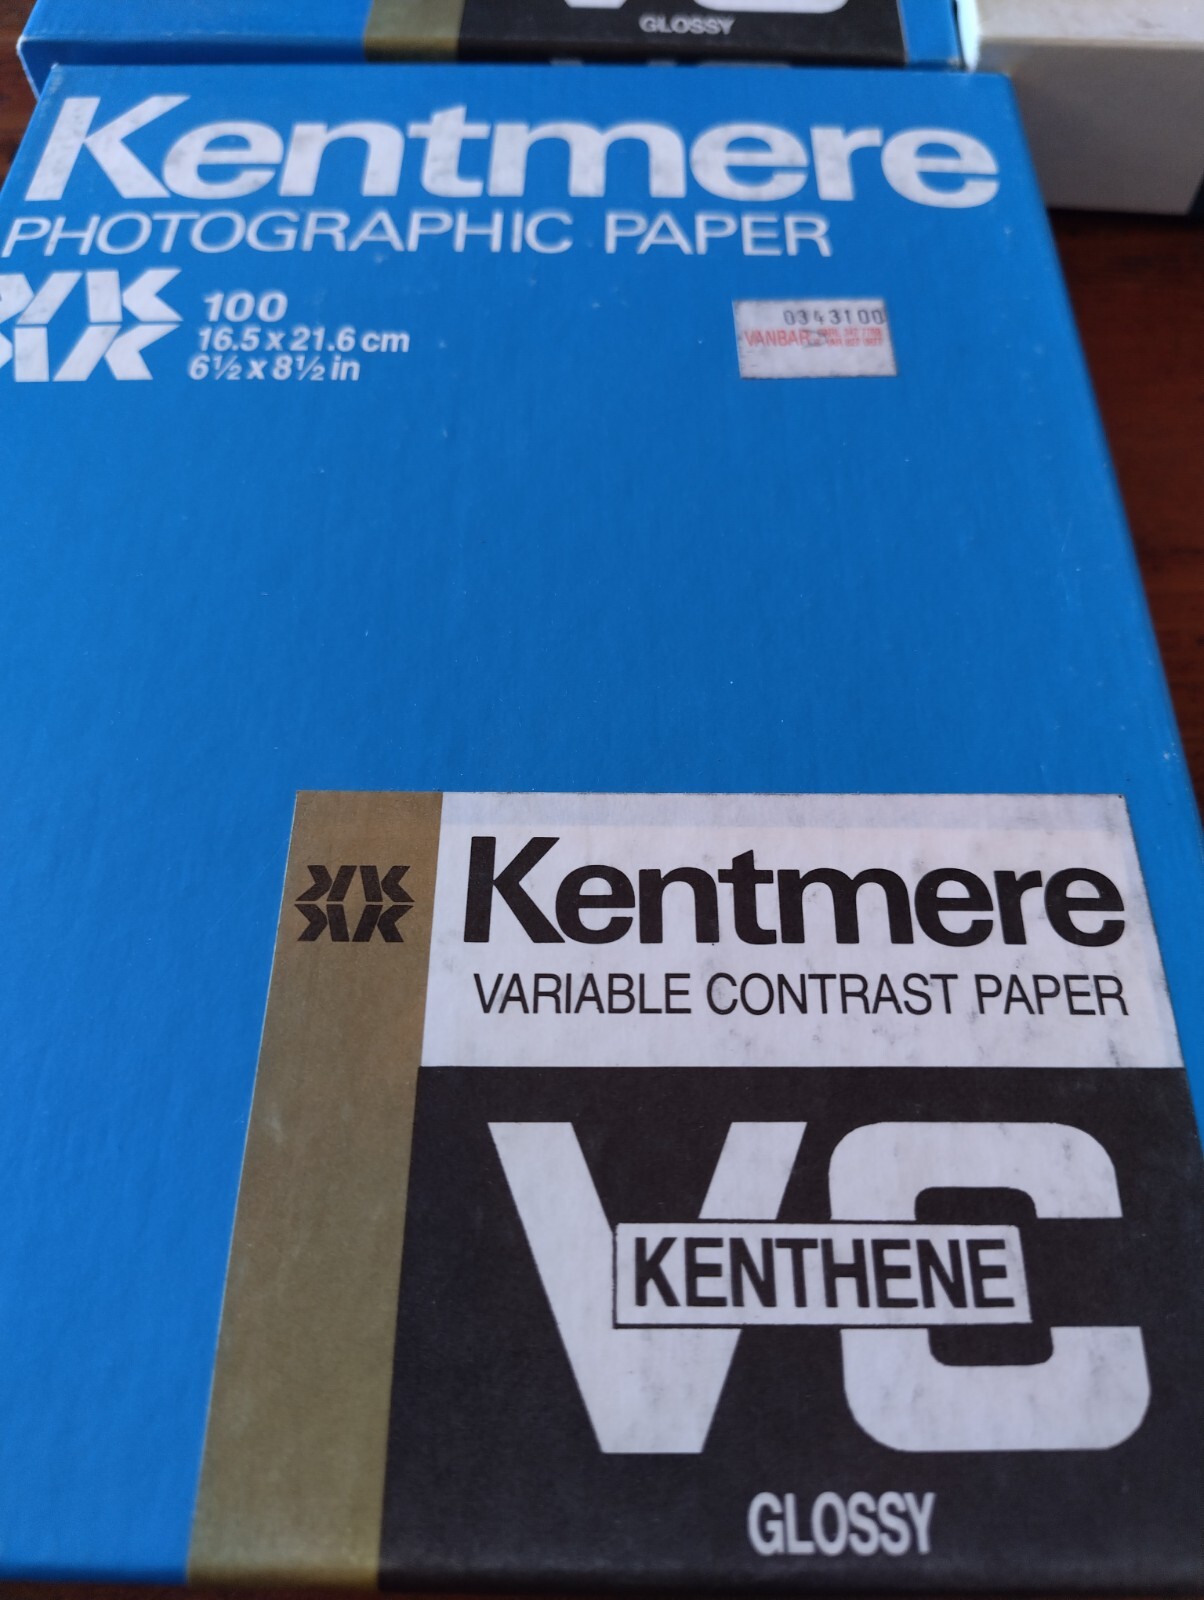 GLOSSY
Kentmere
PHOTOGRAPHIC PAPER
100
16.5 x 21.6 cm
6½ x 8½ in
0343100
VANBAR
Kentmere
VARIABLE CONTRAST PAPER
VC
KENTHENE
GLOSSY